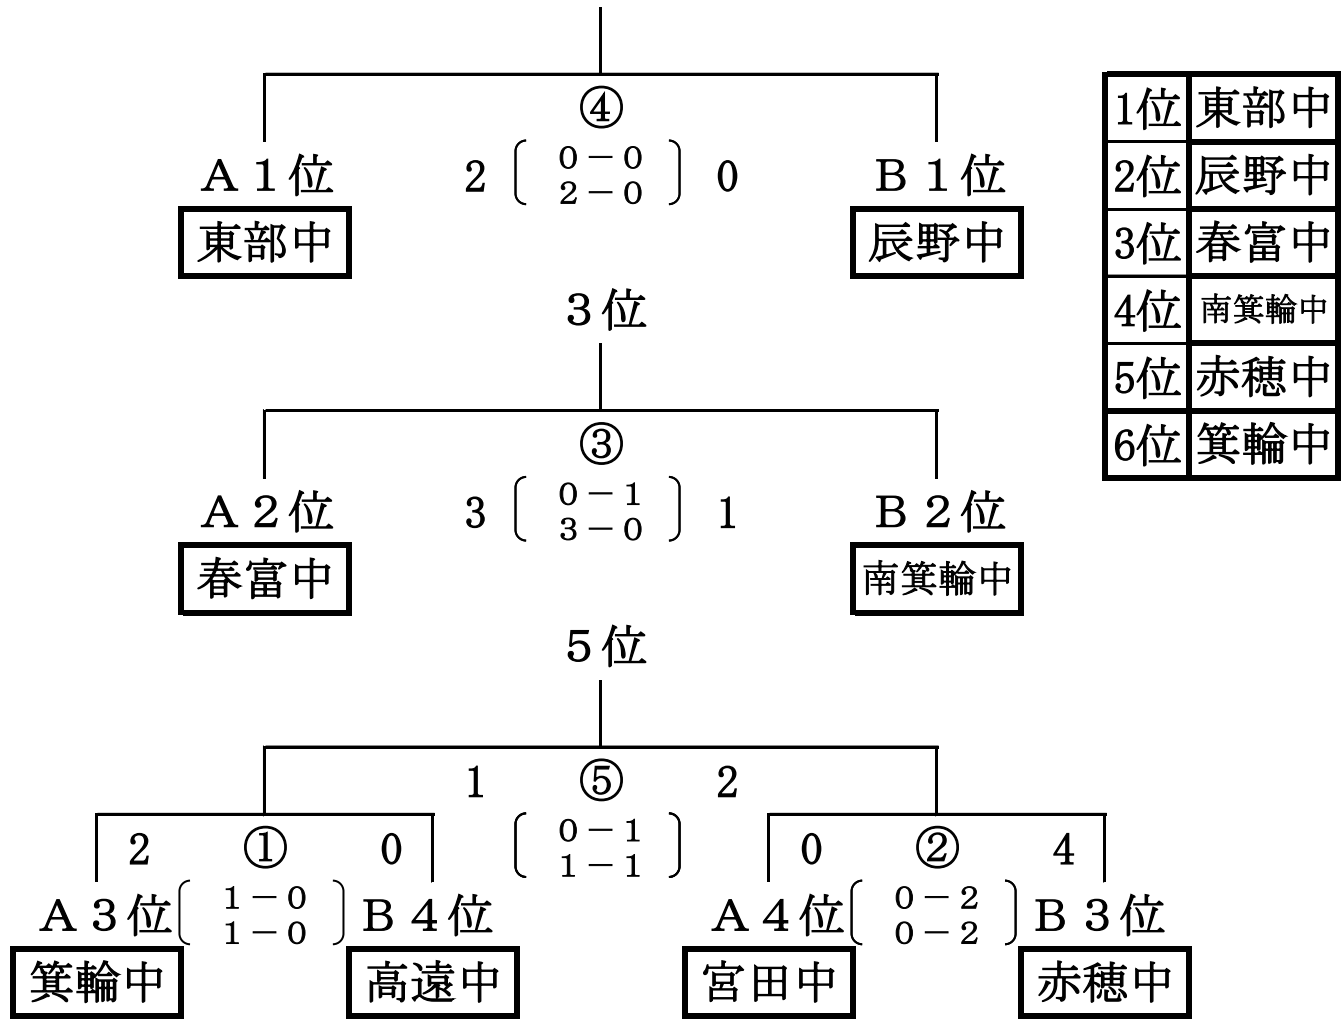 ④
A1位 2 0-0 0 B1位
2-0
東部中 辰野中
3位
③
A2位 3 0-1 1 B2位
3-0
春富中 南箕輪中
5位
1 ⑤ 2
0-1
1-1
2 ① 0 0 ② 4
A3位 1-0 B4位 A4位 0-2 B3位
1-0 0-2
箕輪中 高遠中 宮田中 赤穂中
1位 東部中
2位 辰野中
3位 春富中
4位 南箕輪中
5位 赤穂中
6位 箕輪中